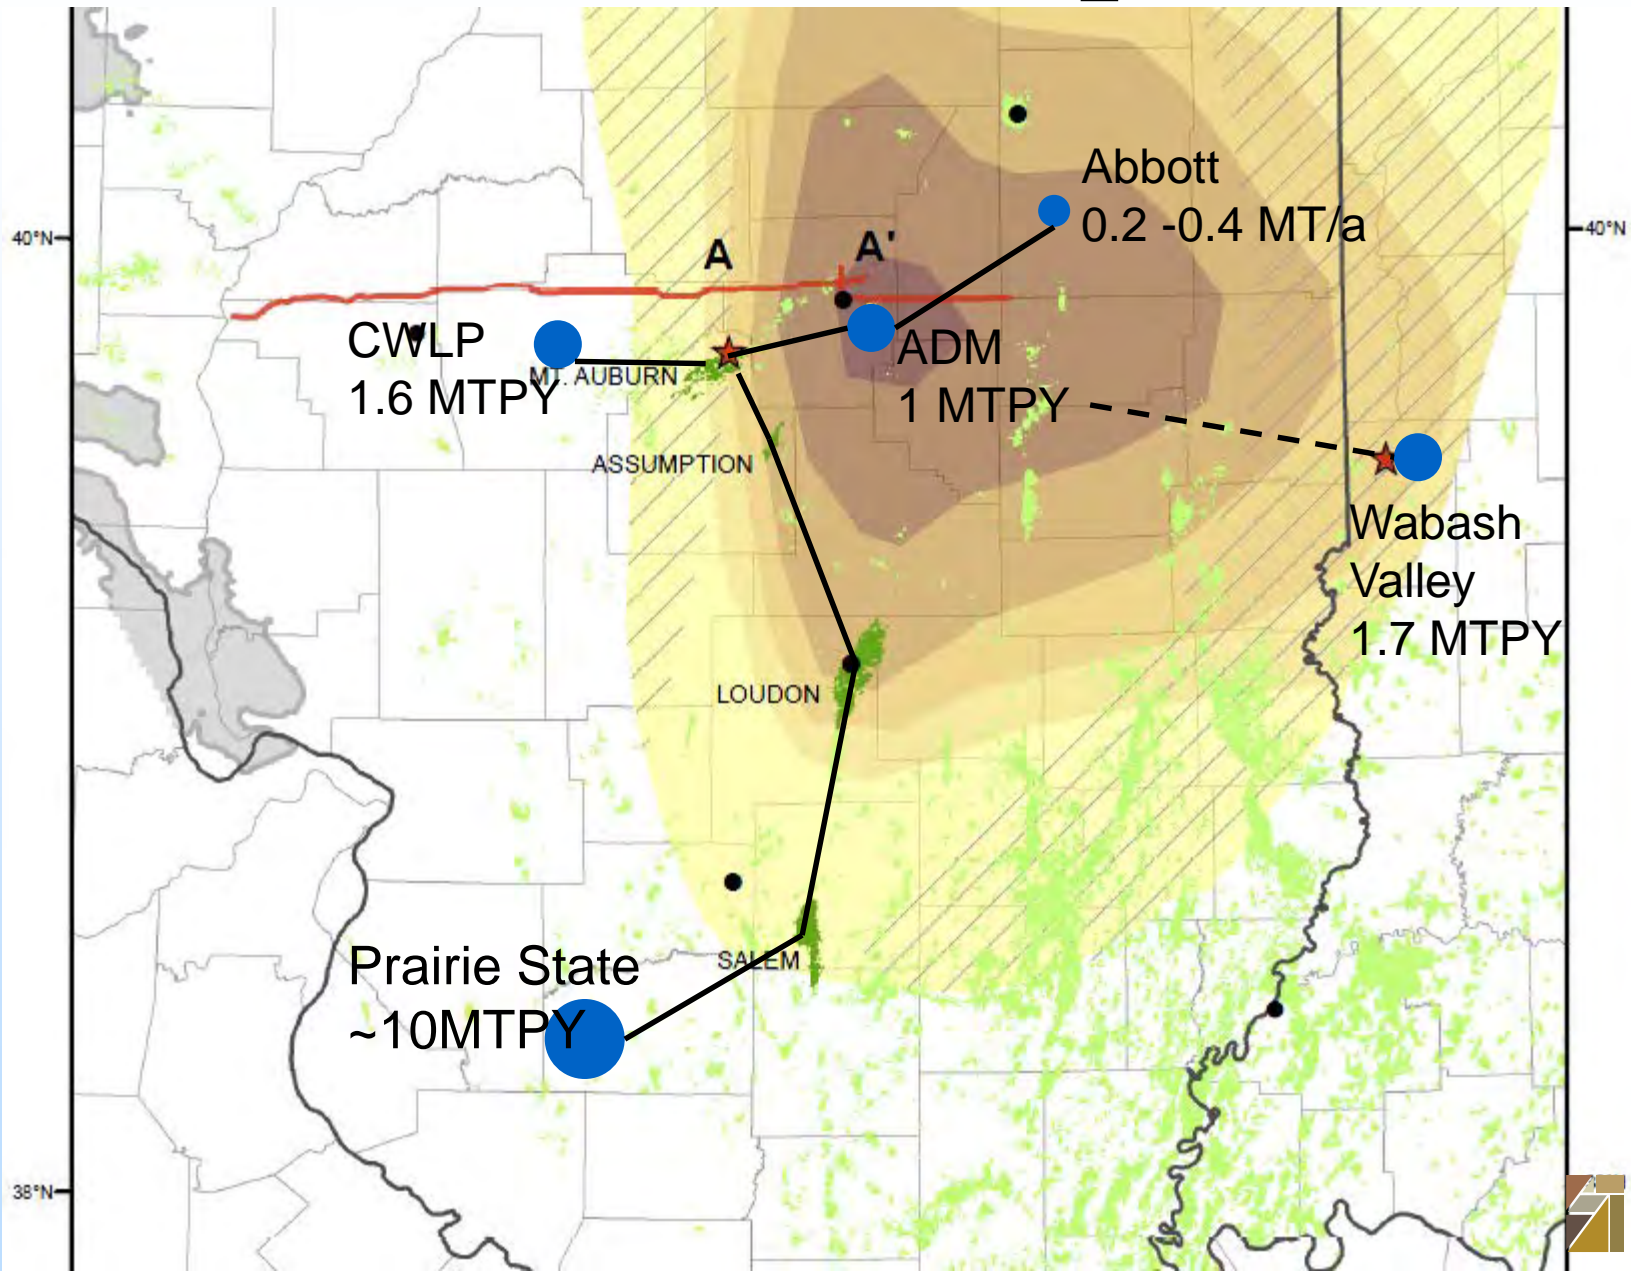 Abbott
0.2 -0.4 MT/a
40°N
40°N
A
A'
CWLP
1.6 MTPY
MT. AUBURN
ADM
1 MTPY
ASSUMPTION
Wabash
Valley
1.7 MTPY
LOUDON
Prairie State
~10MTPY
SALEM
38°N